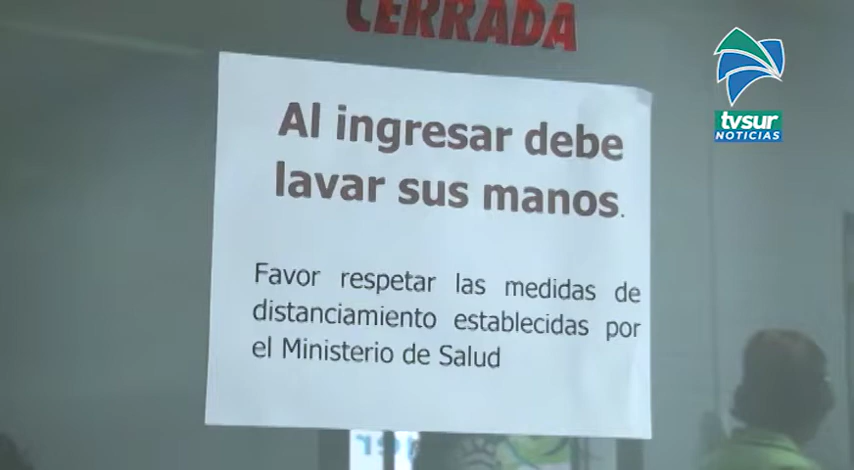 CERRADA
tvsur
NOTICIAS
Al ingresar debe
lavar sus manos.
Favor respetar las medidas de
distanciamiento establecidas por
el Ministerio de Salud